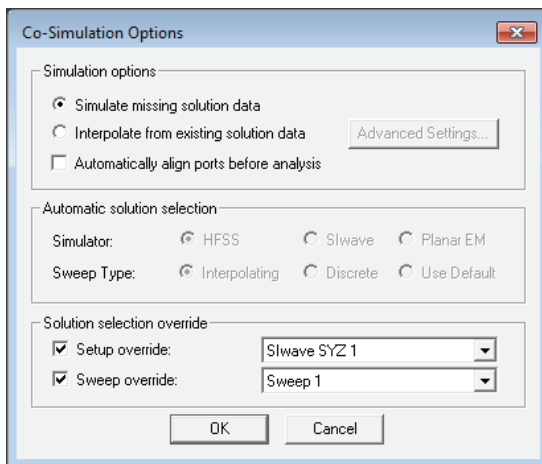 Co-Simulation Options
Simulation options
Simulate missing solution data
Interpolate from existing solution data Advanced Settings...
Automatically align ports before analysis
Automatic solution selection
Simulator: HFSS SIwave Planar EM
Sweep Type: Interpolating Discrete Use Default
Solution selection override
Setup override: SIwave SYZ 1
Sweep override: Sweep 1
OK Cancel